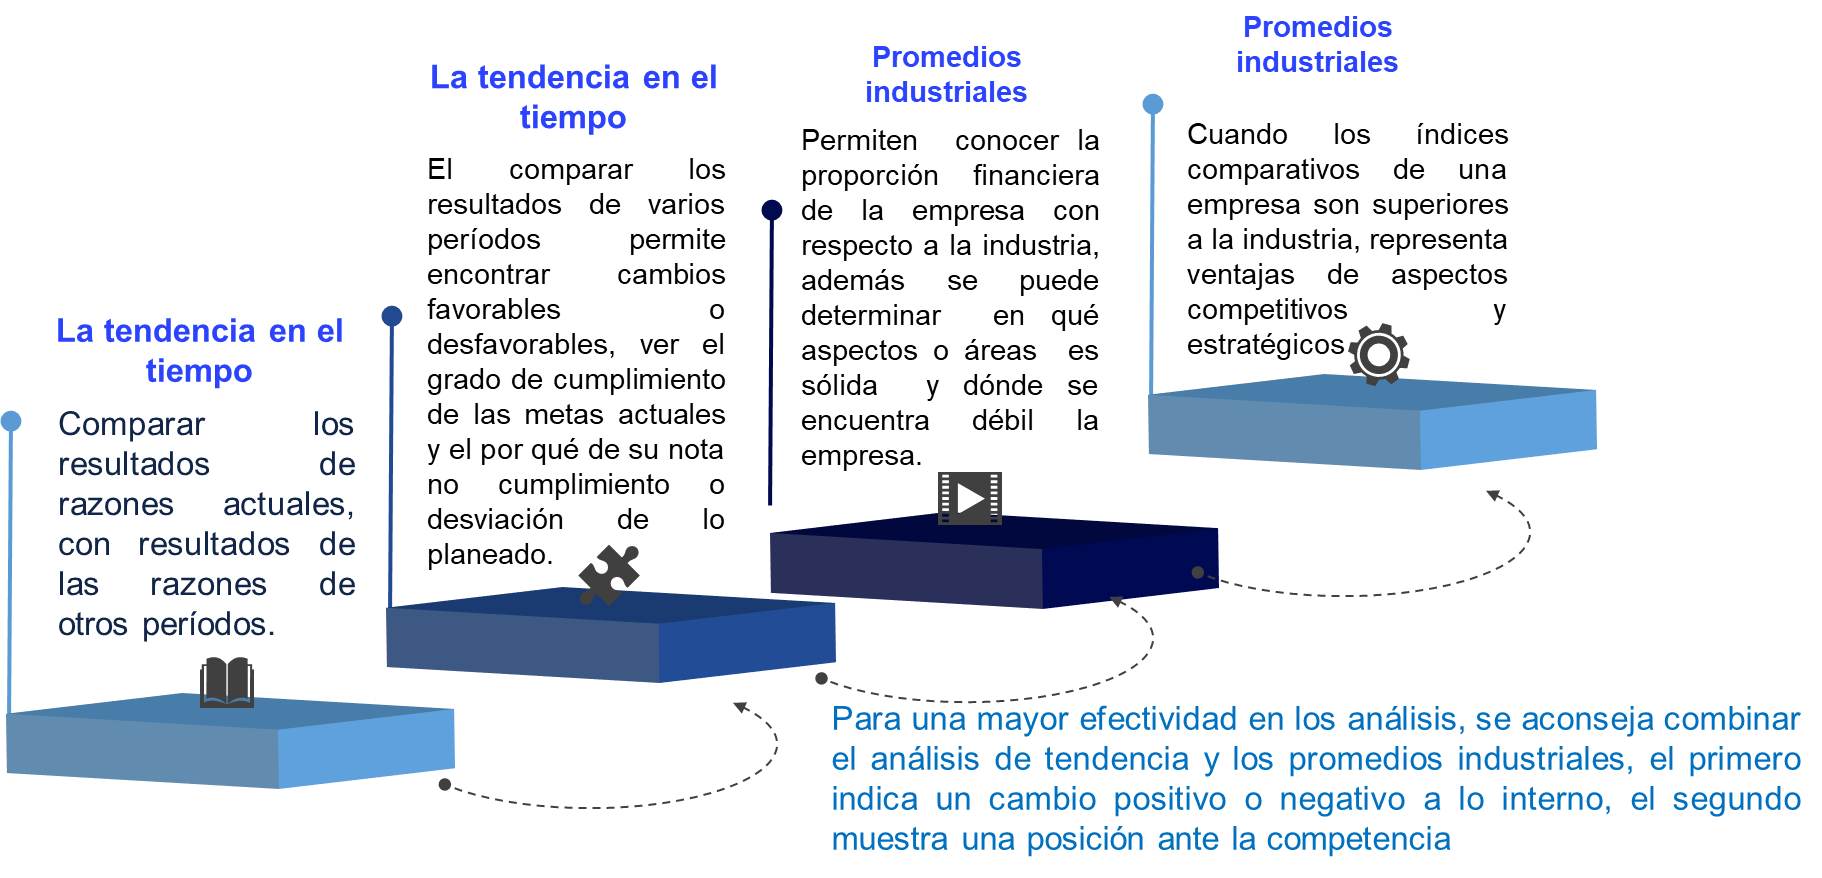 La tendencia en el
tiempo
Comparar los
resultados de
razones actuales,
con resultados de
las razones de
otros períodos.
La tendencia en el
tiempo
El comparar los
resultados de varios
períodos permite
encontrar cambios
favorables o
desfavorables, ver el
grado de cumplimiento
de las metas actuales
y el por qué de su nota
no cumplimiento o
desviación de lo
planeado.
Promedios
industriales
Permiten conocer la
proporción financiera
de la empresa con
respecto a la industria,
además se puede
determinar en qué
aspectos o áreas es
sólida y dónde se
encuentra débil la
empresa.
Promedios
industriales
Cuando los índices
comparativos de una
empresa son superiores
a la industria, representa
ventajas de aspectos
competitivos y
estratégicos
Para una mayor efectividad en los análisis, se aconseja combinar
el análisis de tendencia y los promedios industriales, el primero
indica un cambio positivo o negativo a lo interno, el segundo
muestra una posición ante la competencia